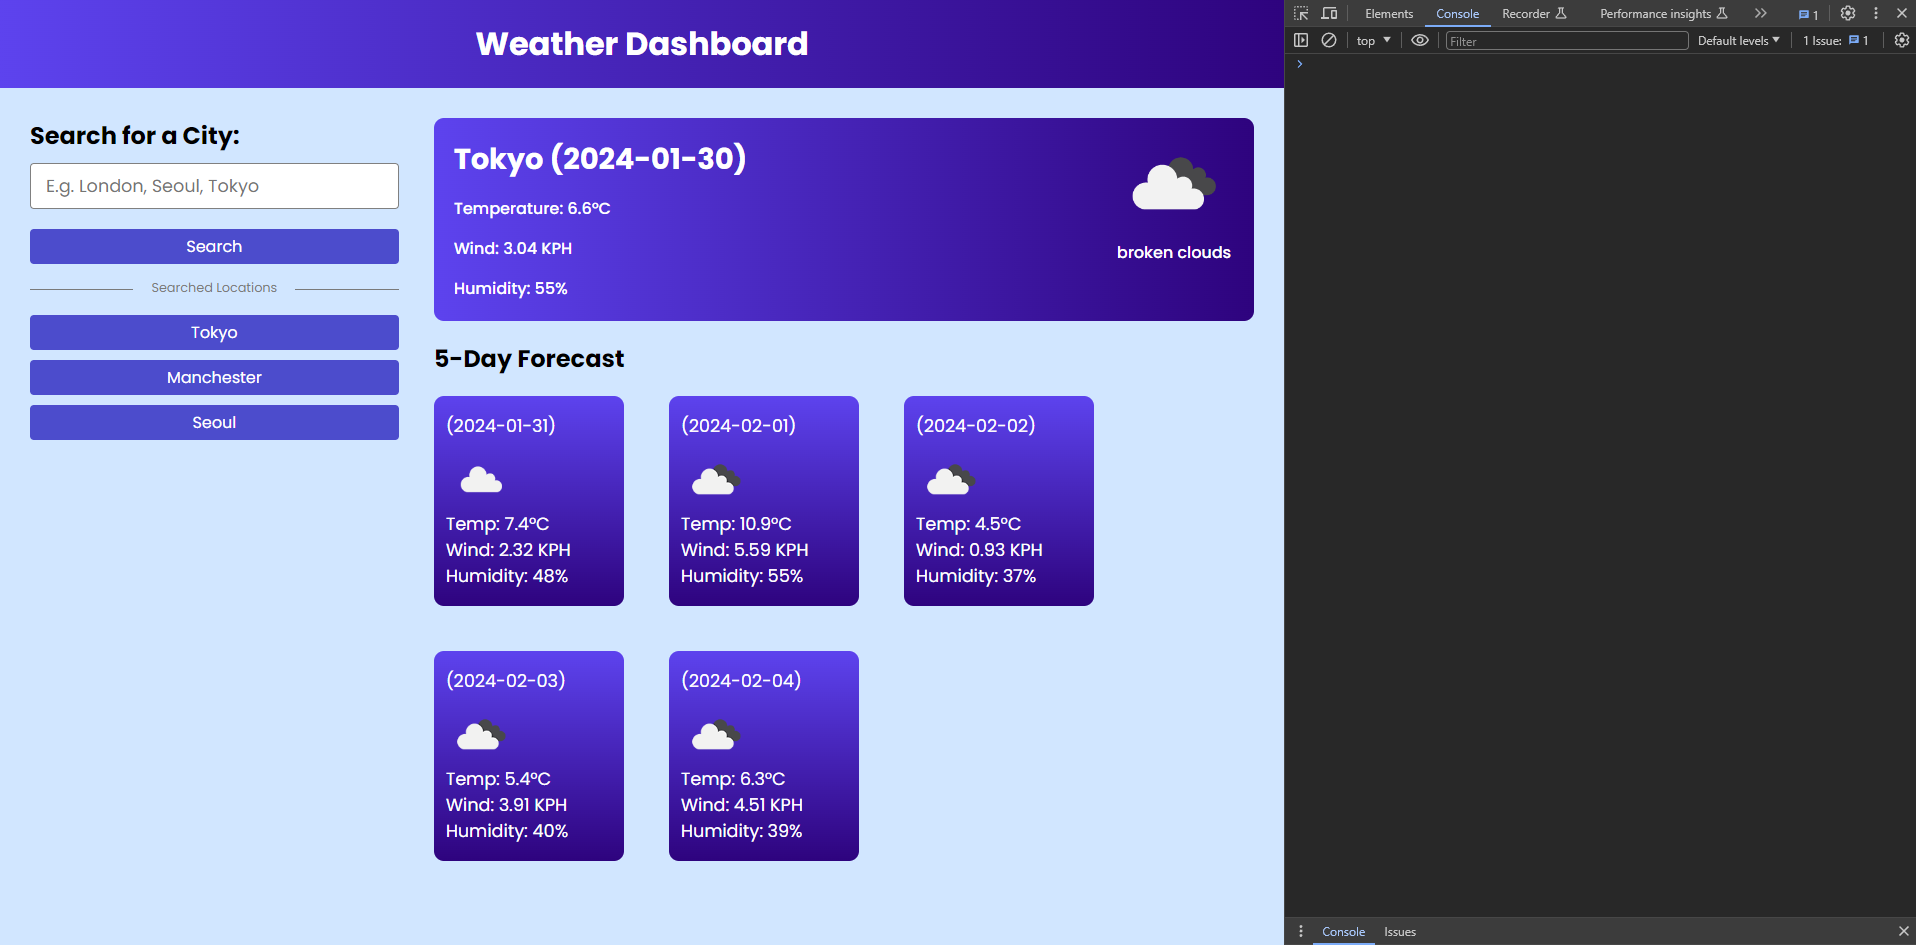 Weather Dashboard
Search for a City:
E.g. London, Seoul, Tokyo
Search
Searched Locations
Tokyo
Manchester
Seoul
Tokyo (2024-01-30)
Temperature: 6.6°C
Wind: 3.04 KPH
Humidity: 55%
broken clouds
5-Day Forecast
(2024-01-31)
Temp: 7.4°C
Wind: 2.32 KPH
Humidity: 48%
(2024-02-01)
Temp: 10.9°C
Wind: 5.59 KPH
Humidity: 55%
(2024-02-02)
Temp: 4.5°C
Wind: 0.93 KPH
Humidity: 37%
(2024-02-03)
Temp: 5.4°C
Wind: 3.91 KPH
Humidity: 40%
(2024-02-04)
Temp: 6.3°C
Wind: 4.51 KPH
Humidity: 39%
Elements Console Recorder Performance insights 1
top Filter Default levels 1 Issue: 1
Console Issues